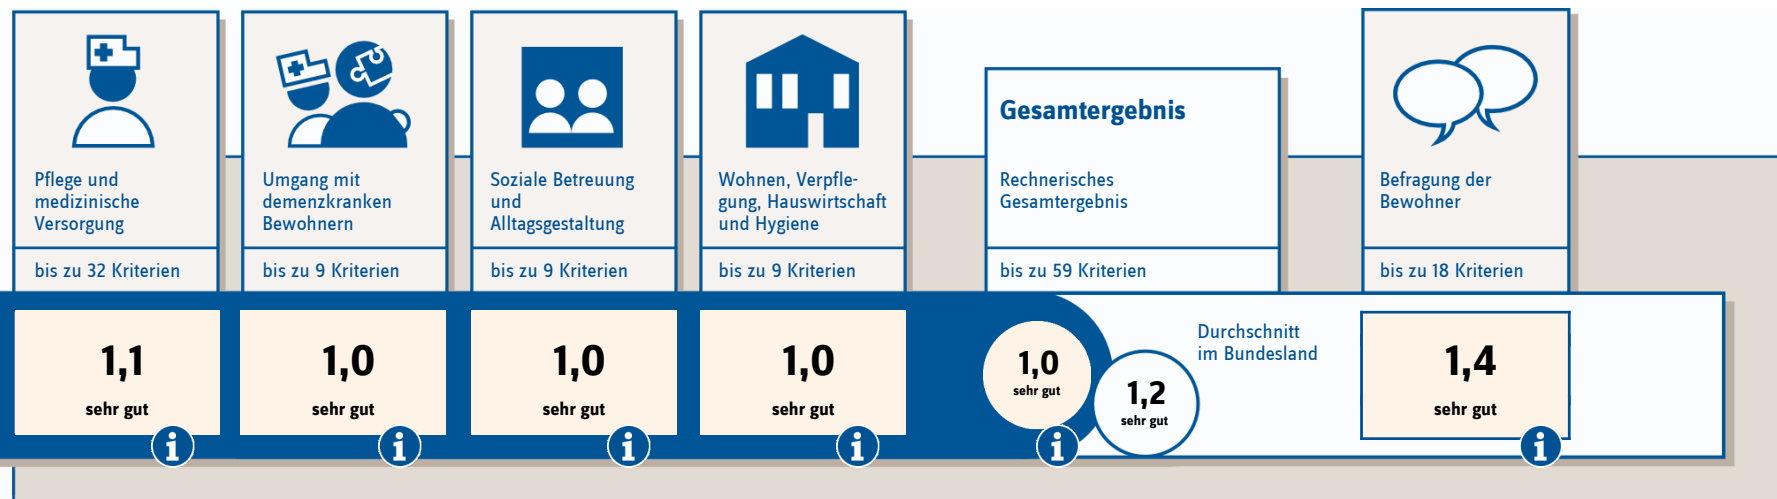 Pflege und
medizinische
Versorgung
bis zu 32 Kriterien
1,1
sehr gut
i
Umgang mit
demenzkranken
Bewohnern
bis zu 9 Kriterien
1,0
sehr gut
i
Soziale Betreuung
und
Alltagsgestaltung
bis zu 9 Kriterien
1,0
sehr gut
i
Wohnen, Verpfle-
gung, Hauswirtschaft
und Hygiene
bis zu 9 Kriterien
1,0
sehr gut
i
Gesamtergebnis
Rechnerisches
Gesamtergebnis
bis zu 59 Kriterien
1,0
sehr gut
i
1,2
sehr gut
Durchschnitt
im Bundesland
Befragung der
Bewohner
bis zu 18 Kriterien
1,4
sehr gut
i